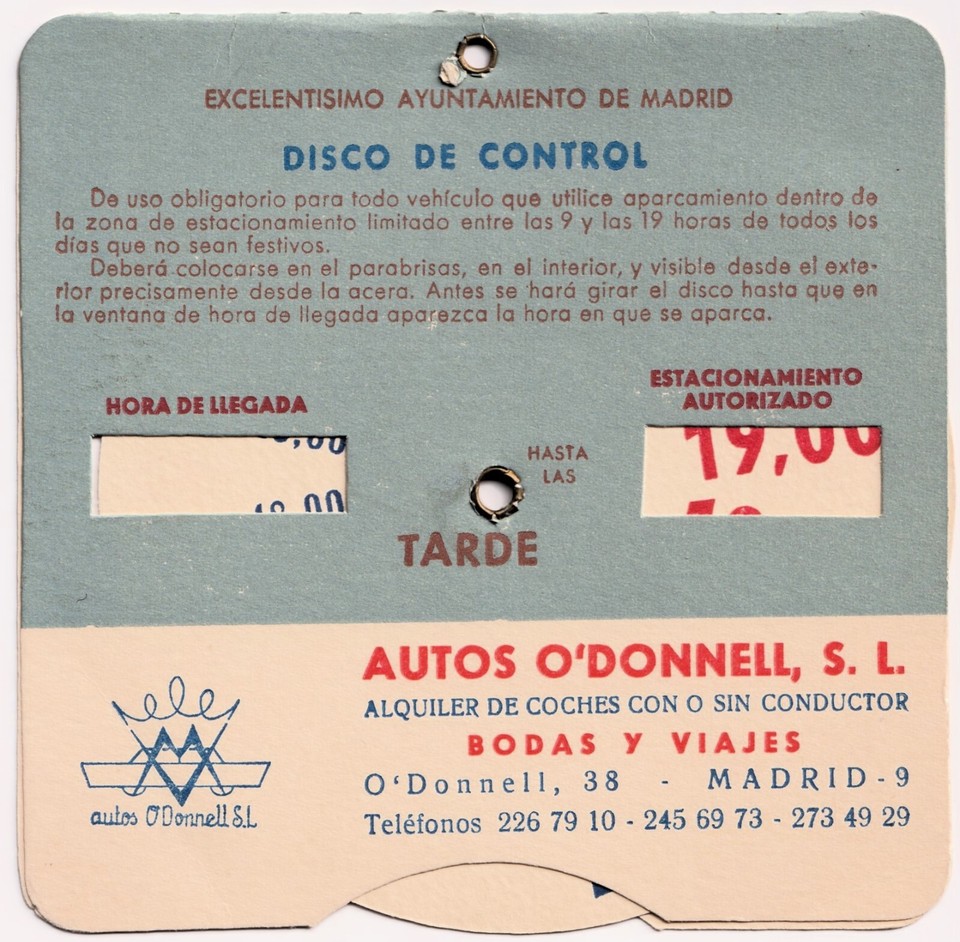 EXCELENTISIMO AYUNTAMIENTO DE MADRID
DISCO DE CONTROL
De uso obligatorio para todo vehículo que utilice aparcamiento dentro de
la zona de estacionamiento limitado entre las 9 y las 19 horas de todos los
días que no sean festivos.
Deberá colocarse en el parabrisas, en el interior, y visible desde el exte-
rior precisamente desde la acera. Antes se hará girar el disco hasta que en
la ventana de hora de llegada aparezca la hora en que se aparca.
HORA DE LLEGADA
ESTACIONAMIENTO
AUTORIZADO
HASTA
LAS
19,00
TARDE
AUTOS O'DONNELL, S. L.
ALQUILER DE COCHES CON O SIN CONDUCTOR
BODAS Y VIAJES
O'Donnell, 38 - MADRID-9
Teléfonos 226 79 10 - 245 69 73 - 273 49 29
autos O'Donnell S.L